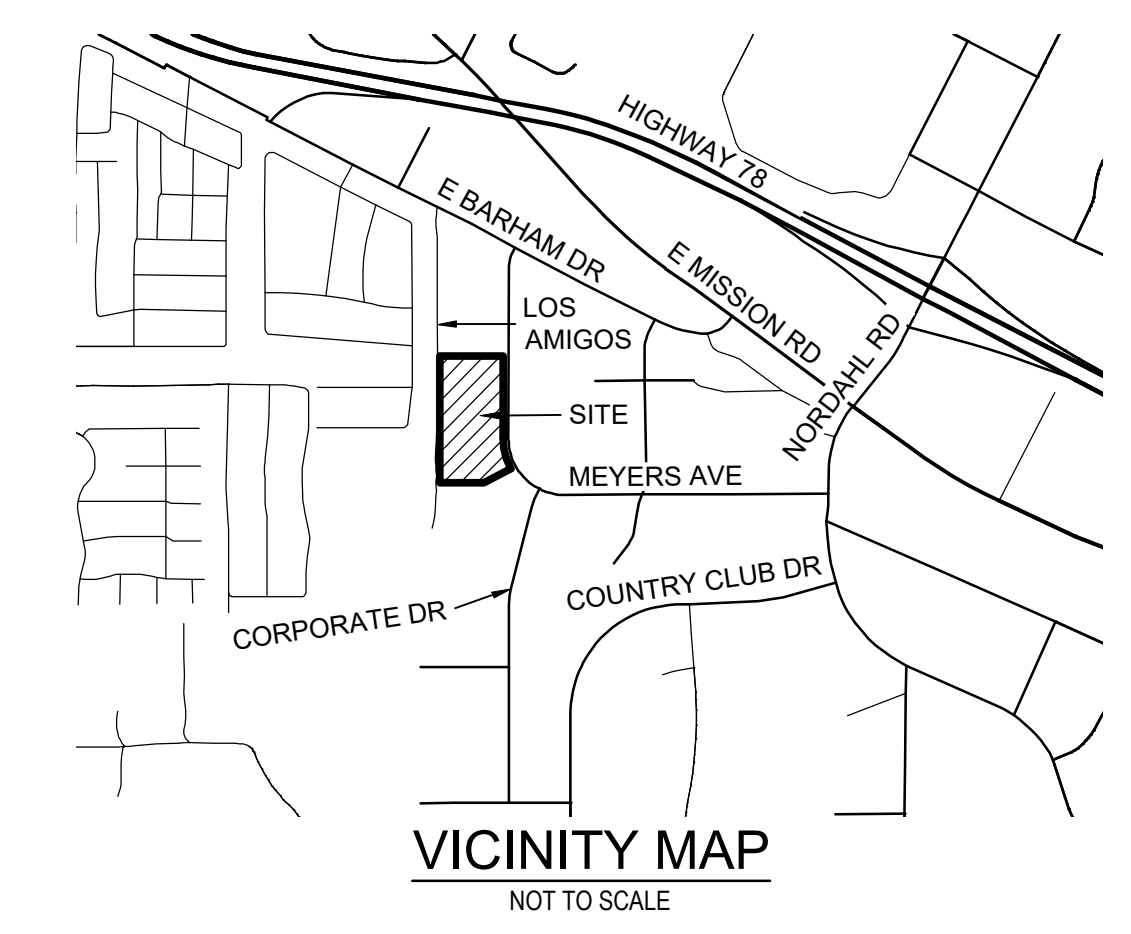 HIGHWAY 78
E BARHAM DR
E MISSION RD
LOS
AMIGOS
NORDAHL RD
SITE
MEYERS AVE
COUNTRY CLUB DR
CORPORATE DR
VICINITY MAP
NOT TO SCALE